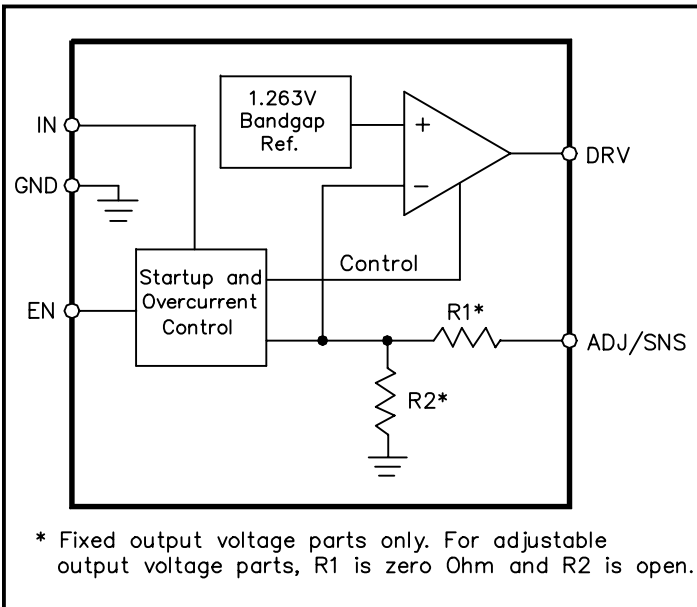 1.263V
Bandgap
Ref.
IN
+
DRV
GND
−
Control
Startup and
Overcurrent
Control
EN
R1*
ADJ/SNS
R2*
* Fixed output voltage parts only. For adjustable
output voltage parts, R1 is zero Ohm and R2 is open.